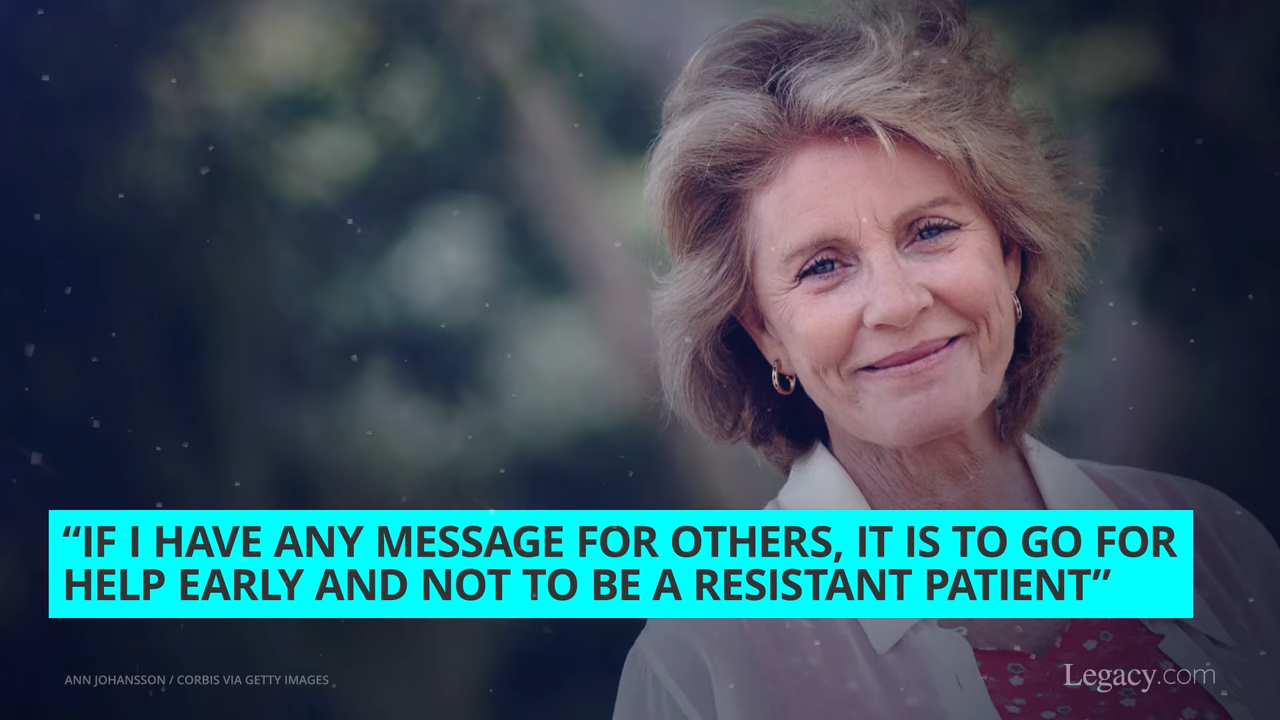 “IF I HAVE ANY MESSAGE FOR OTHERS, IT IS TO GO FOR
HELP EARLY AND NOT TO BE A RESISTANT PATIENT”
ANN JOHANSSON / CORBIS VIA GETTY IMAGES
Legacy.com